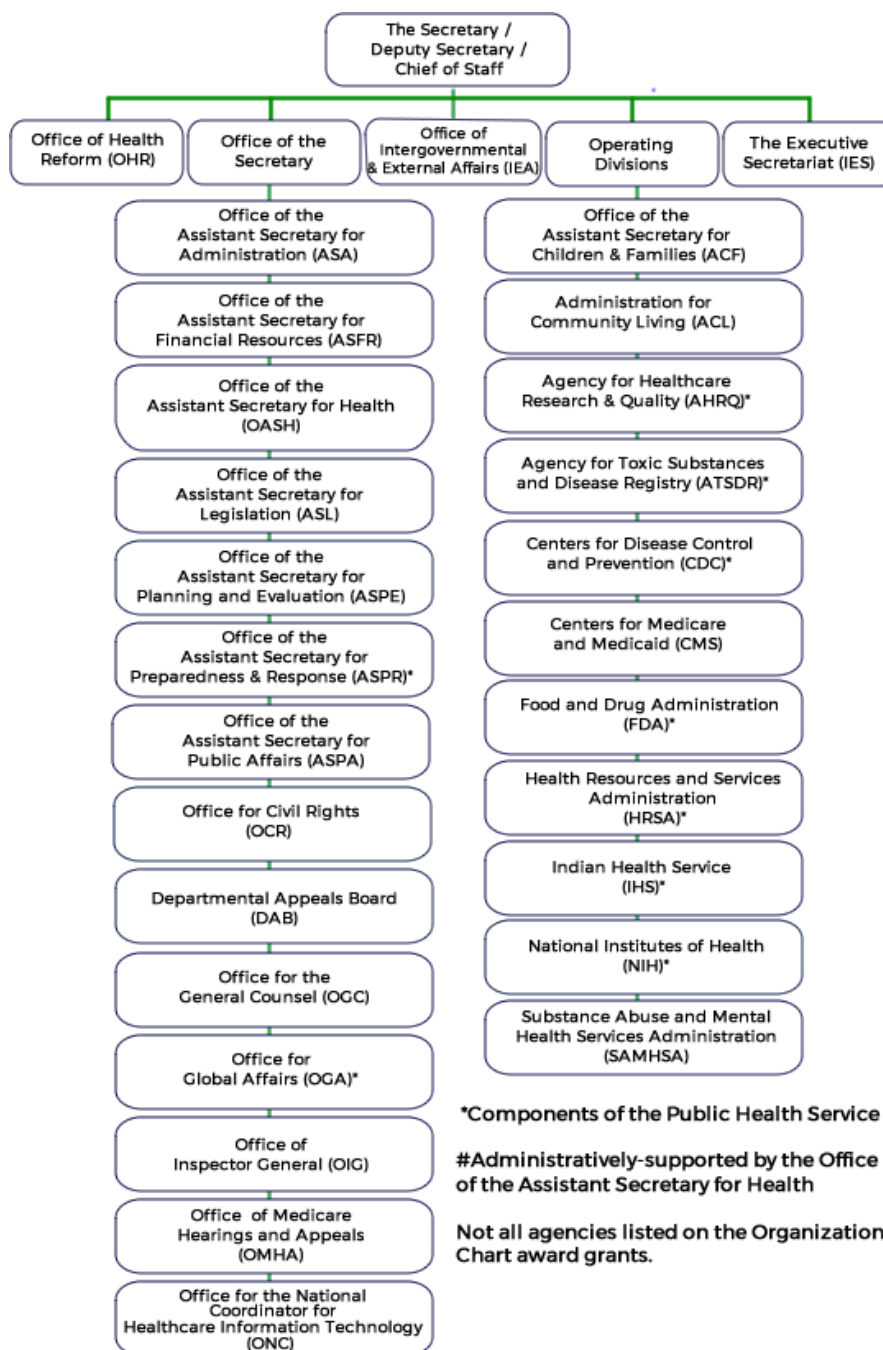 The Secretary /
Deputy Secretary /
Chief of Staff
Office of Health
Reform (OHR)
Office of the
Secretary
Office of
Intergovernmental
& External Affairs (IEA)
Operating
Divisions
The Executive
Secretariat (IES)
Office of the
Assistant Secretary for
Administration (ASA)
Office of the
Assistant Secretary for
Financial Resources (ASFR)
Office of the
Assistant Secretary for Health
(OASH)
Office of the
Assistant Secretary for
Legislation (ASL)
Office of the
Assistant Secretary for
Planning and Evaluation (ASPE)
Office of the
Assistant Secretary for
Preparedness & Response (ASPR)*
Office of the
Assistant Secretary for
Public Affairs (ASPA)
Office for Civil Rights
(OCR)
Departmental Appeals Board
(DAB)
Office for the
General Counsel (OGC)
Office for
Global Affairs (OGA)*
Office of
Inspector General (OIG)
Office of Medicare
Hearings and Appeals
(OMHA)
Office for the National
Coordinator for
Healthcare Information Technology
(ONC)
Office of the
Assistant Secretary for
Children & Families (ACF)
Administration for
Community Living (ACL)
Agency for Healthcare
Research & Quality (AHRQ)*
Agency for Toxic Substances
and Disease Registry (ATSDR)*
Centers for Disease Control
and Prevention (CDC)*
Centers for Medicare
and Medicaid (CMS)
Food and Drug Administration
(FDA)*
Health Resources and Services
Administration
(HRSA)*
Indian Health Service
(IHS)*
National Institutes of Health
(NIH)*
Substance Abuse and Mental
Health Services Administration
(SAMHSA)
*Components of the Public Health Service
#Administratively-supported by the Office
of the Assistant Secretary for Health
Not all agencies listed on the Organization
Chart award grants.